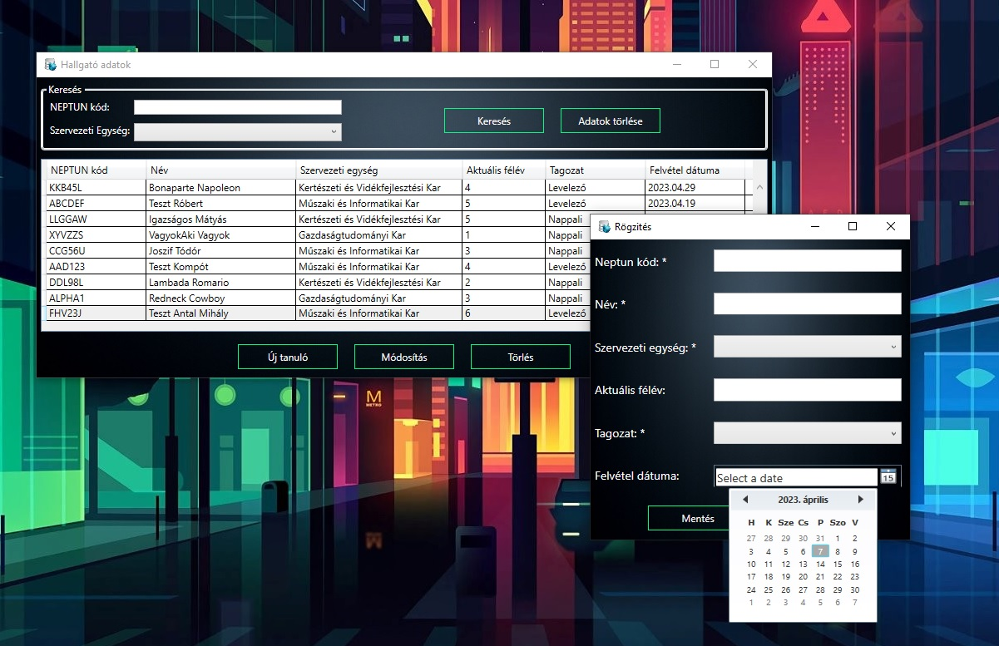 Hallgató adatok
Keresés
NEPTUN kód:
Szervezeti Egység:
Keresés
Adatok törlése
NEPTUN kód Név Szervezeti egység Aktuális félév Tagozat Felvétel dátuma
KKB45L Bonaparte Napoleon Kertészeti és Vidékfejlesztési Kar 4 Levelező 2023.04.29
ABCDEF Teszt Róbert Műszaki és Informatikai Kar 5 Levelező 2023.04.19
LLGGAW Igazságos Mátyás Kertészeti és Vidékfejlesztési Kar 5 Nappali
XYVZZS VagyokAki Vagyok Gazdaságtudományi Kar 1 Nappali
CCG56U Joszif Tódór Műszaki és Informatikai Kar 3 Nappali
AAD123 Teszt Kompót Műszaki és Informatikai Kar 4 Levelező
DDL98L Lambada Romario Kertészeti és Vidékfejlesztési Kar 2 Nappali
ALPHA1 Redneck Cowboy Gazdaságtudományi Kar 3 Nappali
FHV23J Teszt Antal Mihály Műszaki és Informatikai Kar 6 Levelező
Új tanuló Módosítás Törlés
Rögzítés
Neptun kód: *
Név: *
Szervezeti egység: *
Aktuális félév:
Tagozat: *
Felvétel dátuma: Select a date 15
Mentés
2023. április
H K Sze Cs P Szo V
27 28 29 30 31 1 2
3 4 5 6 7 8 9
10 11 12 13 14 15 16
17 18 19 20 21 22 23
24 25 26 27 28 29 30
1 2 3 4 5 6 7
M
METRO